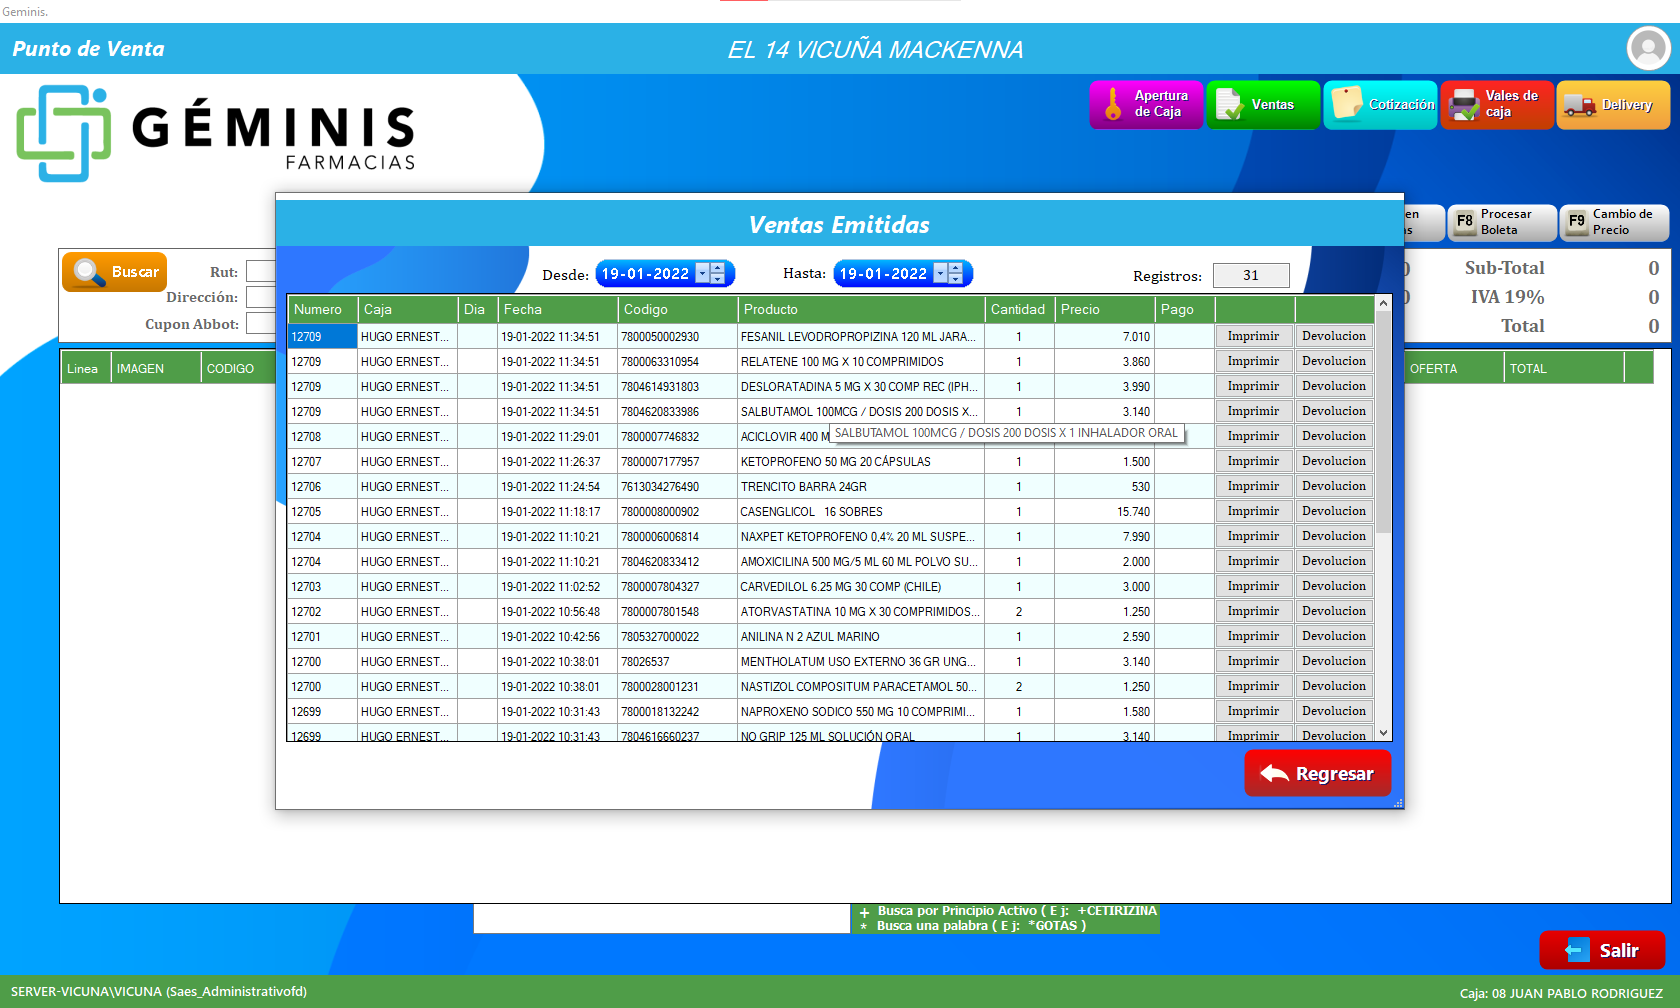 Geminis.
Punto de Venta
EL 14 VICUÑA MACKENNA
GÉMINIS
FARMACIAS
Apertura de Caja
Ventas
Cotización
Vales de caja
Delivery
F8 Procesar Boleta
F9 Cambio de Precio
Ventas Emitidas
Buscar
Rut:
Dirección:
Cupon Abbot:
Sub-Total 0
IVA 19% 0
Total 0
Desde: 19-01-2022
Hasta: 19-01-2022
Registros: 31
Linea IMAGEN CODIGO
OFERTA TOTAL
Numero Caja Dia Fecha Codigo Producto Cantidad Precio Pago
12709 HUGO ERNEST... 19-01-2022 11:34:51 7800050002930 FESANIL LEVODROPROPIZINA 120 ML JARA... 1 7.010 Imprimir Devolucion
12709 HUGO ERNEST... 19-01-2022 11:34:51 7800063310954 RELATENE 100 MG X 10 COMPRIMIDOS 1 3.860 Imprimir Devolucion
12709 HUGO ERNEST... 19-01-2022 11:34:51 7804614931803 DESLORATADINA 5 MG X 30 COMP REC (IPH... 1 3.990 Imprimir Devolucion
12709 HUGO ERNEST... 19-01-2022 11:34:51 7804620833986 SALBUTAMOL 100MCG / DOSIS 200 DOSIS X... 1 3.140 Imprimir Devolucion
SALBUTAMOL 100MCG / DOSIS 200 DOSIS X 1 INHALADOR ORAL
12708 HUGO ERNEST... 19-01-2022 11:29:01 7800007746832 ACICLOVIR 400 M Imprimir Devolucion
12707 HUGO ERNEST... 19-01-2022 11:26:37 7800007177957 KETOPROFENO 50 MG 20 CÁPSULAS 1 1.500 Imprimir Devolucion
12706 HUGO ERNEST... 19-01-2022 11:24:54 7613034276490 TRENCITO BARRA 24GR 1 530 Imprimir Devolucion
12705 HUGO ERNEST... 19-01-2022 11:18:17 7800008000902 CASENGLICOL 16 SOBRES 1 15.740 Imprimir Devolucion
12704 HUGO ERNEST... 19-01-2022 11:10:21 7800006006814 NAXPET KETOPROFENO 0,4% 20 ML SUSPE... 1 7.990 Imprimir Devolucion
12704 HUGO ERNEST... 19-01-2022 11:10:21 7804620833412 AMOXICILINA 500 MG/5 ML 60 ML POLVO SU... 1 2.000 Imprimir Devolucion
12703 HUGO ERNEST... 19-01-2022 11:02:52 7800007804327 CARVEDILOL 6.25 MG 30 COMP (CHILE) 1 3.000 Imprimir Devolucion
12702 HUGO ERNEST... 19-01-2022 10:56:48 7800007801548 ATORVASTATINA 10 MG X 30 COMPRIMIDOS... 2 1.250 Imprimir Devolucion
12701 HUGO ERNEST... 19-01-2022 10:42:56 7805327000022 ANILINA N 2 AZUL MARINO 1 2.590 Imprimir Devolucion
12700 HUGO ERNEST... 19-01-2022 10:38:01 78026537 MENTHOLATUM USO EXTERNO 36 GR UNG... 1 3.140 Imprimir Devolucion
12700 HUGO ERNEST... 19-01-2022 10:38:01 7800028001231 NASTIZOL COMPOSITUM PARACETAMOL 50... 2 1.250 Imprimir Devolucion
12699 HUGO ERNEST... 19-01-2022 10:31:43 7800018132242 NAPROXENO SODICO 550 MG 10 COMPRIMI... 1 1.580 Imprimir Devolucion
12699 HUGO ERNEST... 19-01-2022 10:31:43 7804616660237 NO GRIP 125 ML SOLUCIÓN ORAL 1 3.140 Imprimir Devolucion
Regresar
+ Busca por Principio Activo ( E j: +CETIRIZINA
* Busca una palabra ( E j: *GOTAS )
Salir
SERVER-VICUNA\VICUNA (Saes_Administrativofd)
Caja: 08 JUAN PABLO RODRIGUEZ